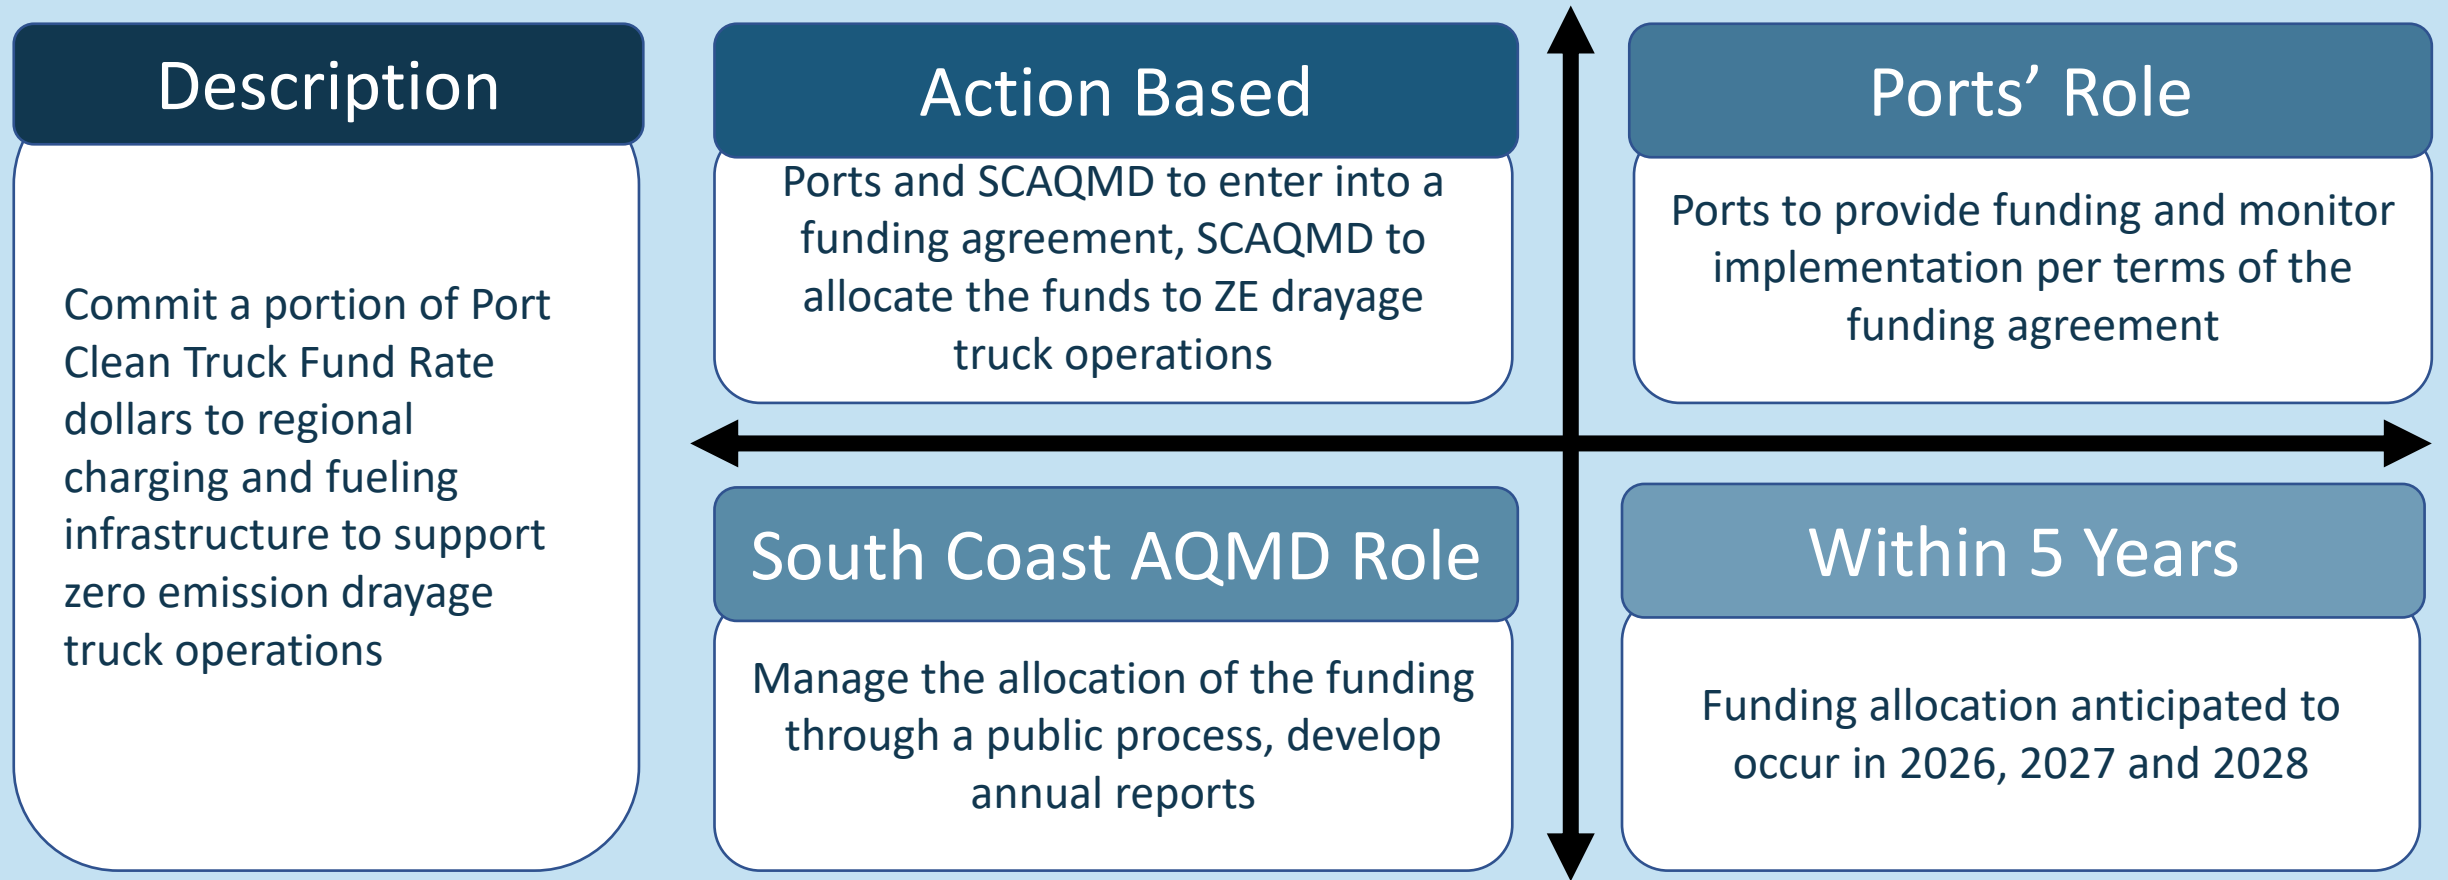 Description
Commit a portion of Port
Clean Truck Fund Rate
dollars to regional
charging and fueling
infrastructure to support
zero emission drayage
truck operations
Action Based
Ports and SCAQMD to enter into a
funding agreement, SCAQMD to
allocate the funds to ZE drayage
truck operations
Ports’ Role
Ports to provide funding and monitor
implementation per terms of the
funding agreement
South Coast AQMD Role
Manage the allocation of the funding
through a public process, develop
annual reports
Within 5 Years
Funding allocation anticipated to
occur in 2026, 2027 and 2028